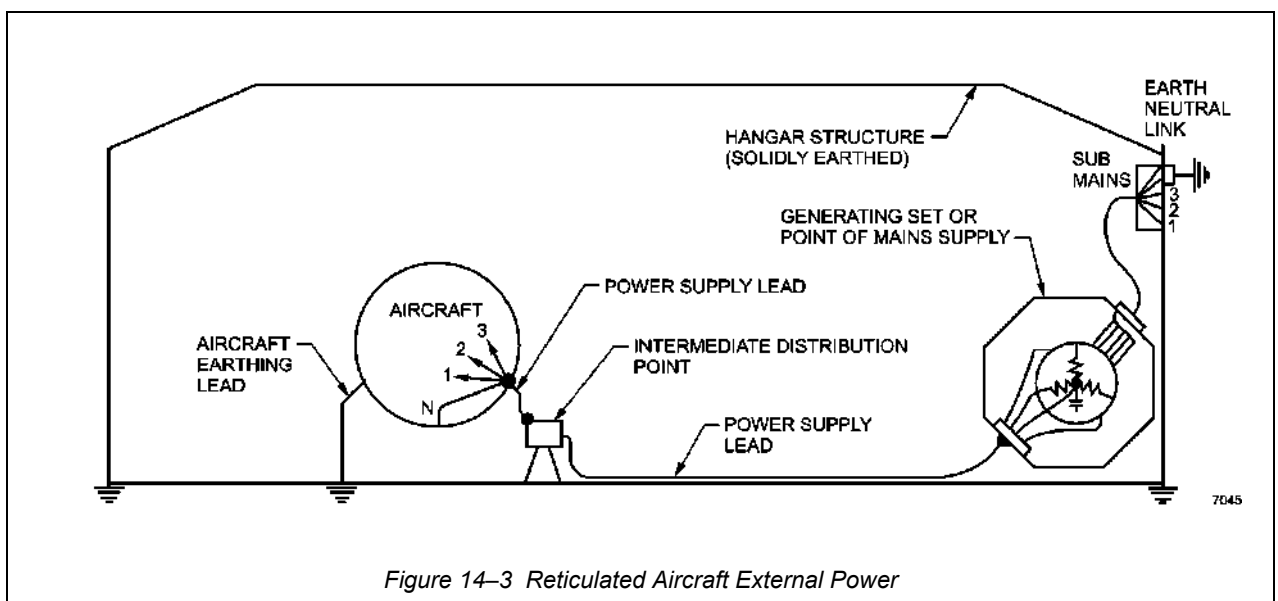 EARTH
NEUTRAL
LINK
HANGAR STRUCTURE
(SOLIDLY EARTHED)
SUB
MAINS
3
2
1
GENERATING SET OR
POINT OF MAINS SUPPLY
POWER SUPPLY LEAD
AIRCRAFT
3
2
1
N
AIRCRAFT
EARTHING
LEAD
INTERMEDIATE DISTRIBUTION
POINT
POWER SUPPLY
LEAD
7045
Figure 14–3 Reticulated Aircraft External Power